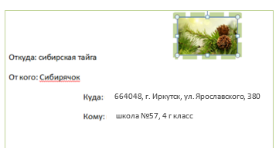 Откуда: сибирская тайга
От кого: Сибирячок
Куда: 664048, г. Иркутск, ул. Ярославского, 380
Кому: школа №57, 4 г класс